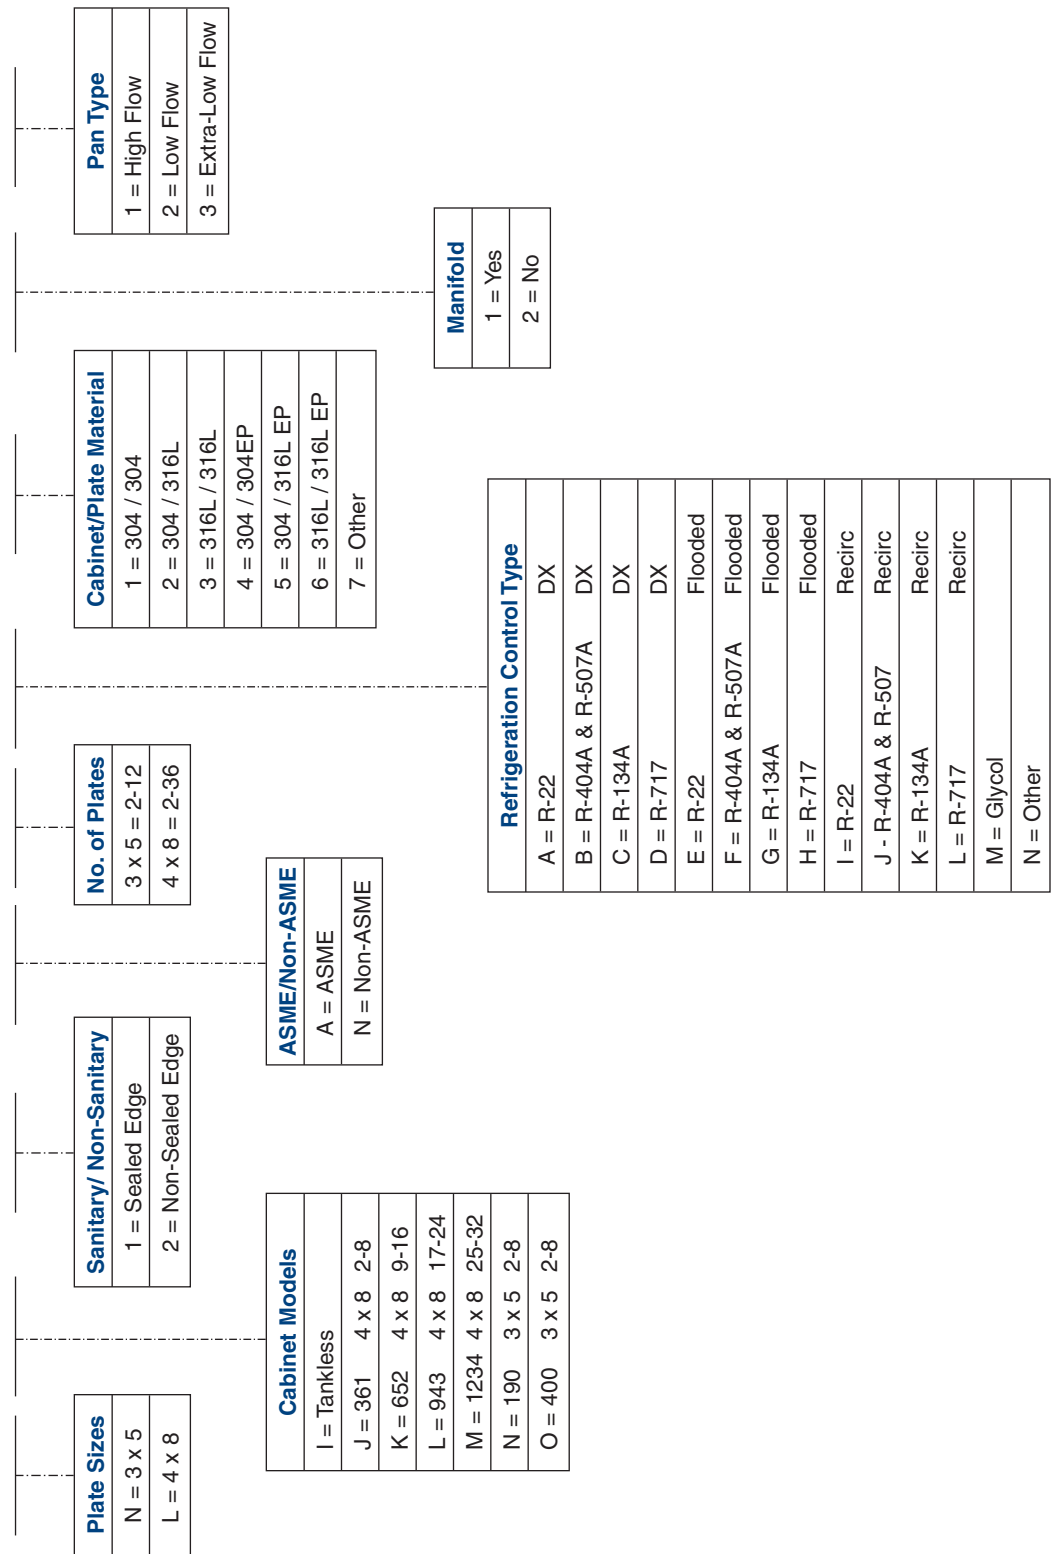 Plate Sizes
N = 3 x 5
L = 4 x 8
Cabinet Models
I = Tankless
J = 361 4 x 8 2-8
K = 652 4 x 8 9-16
L = 943 4 x 8 17-24
M = 1234 4 x 8 25-32
N = 190 3 x 5 2-8
O = 400 3 x 5 2-8
Sanitary/ Non-Sanitary
1 = Sealed Edge
2 = Non-Sealed Edge
ASME/Non-ASME
A = ASME
N = Non-ASME
No. of Plates
3 x 5 = 2-12
4 x 8 = 2-36
Refrigeration Control Type
A = R-22 DX
B = R-404A & R-507A DX
C = R-134A DX
D = R-717 DX
E = R-22 Flooded
F = R-404A & R-507A Flooded
G = R-134A Flooded
H = R-717 Flooded
I = R-22 Recirc
J - R-404A & R-507 Recirc
K = R-134A Recirc
L = R-717 Recirc
M = Glycol
N = Other
Cabinet/Plate Material
1 = 304 / 304
2 = 304 / 316L
3 = 316L / 316L
4 = 304 / 304EP
5 = 304 / 316L EP
6 = 316L / 316L EP
7 = Other
Manifold
1 = Yes
2 = No
Pan Type
1 = High Flow
2 = Low Flow
3 = Extra-Low Flow